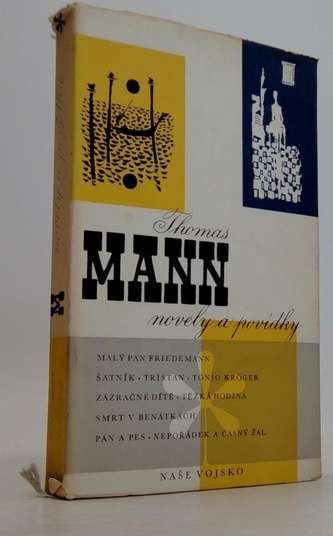 Thomas
MANN
novely a povídky
MALÝ PAN FRIEDEMANN
ŠATNÍK • TRISTAN • TONIO KRÖGER
ZÁZRAČNÉ DÍTĚ • TĚŽKÁ HODINA
SMRT V BENÁTKÁCH
PÁN A PES • NEPOŘÁDEK A ČASNÝ ŽAL
NAŠE VOJSKO